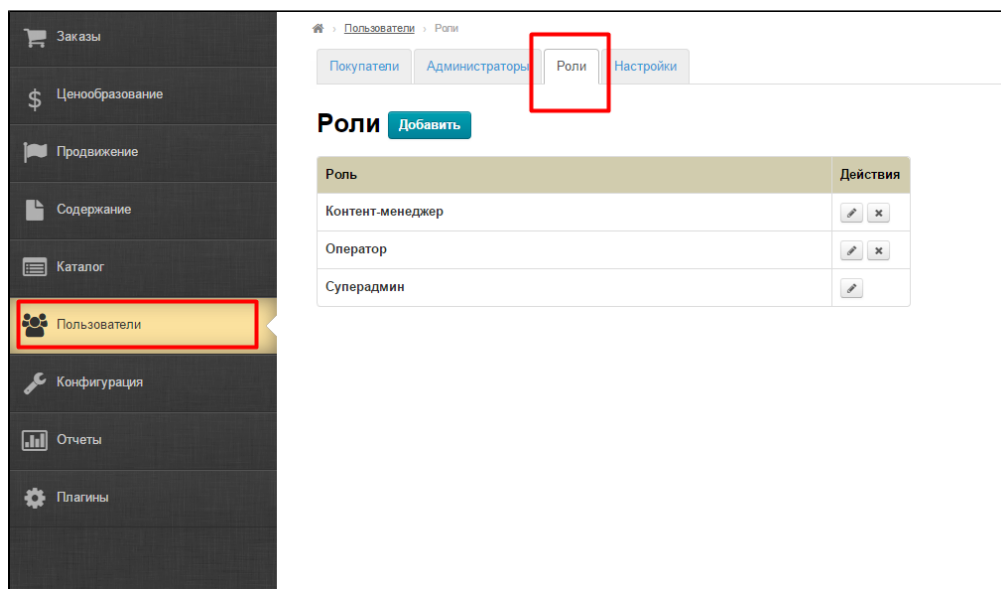 Заказы
Ценообразование
Продвижение
Содержание
Каталог
Пользователи
Конфигурация
Отчеты
Плагины
› Пользователи › Роли
Покупатели Администраторы Роли Настройки
Роли Добавить
Роль Действия
Контент-менеджер
Оператор
Суперадмин